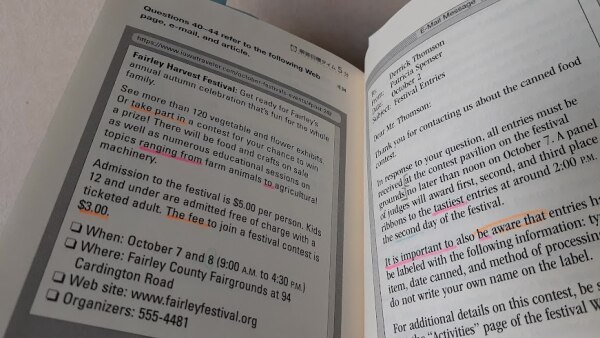 Questions 40–44 refer to the following Web
page, e-mail, and article.
Fairley Harvest Festival: Get ready for Fairley's
annual autumn celebration that's fun for the whole
family.
See more than 120 vegetable and flower exhibits.
Or take part in a contest for your chance to win
a prize! There will be food and crafts on sale
as well as numerous educational sessions on
topics ranging from farm animals to agricultural
machinery.
Admission to the festival is $5.00 per person. Kids
12 and under are admitted free of charge with a
ticketed adult. The fee to join a festival contest is
$3.00.
❑ When: October 7 and 8 (9:00 A.M. to 4:30 P.M.)
❑ Where: Fairley County Fairgrounds at 94
Cardington Road
❑ Web site: www.fairleyfestival.org
❑ Organizers: 555-4481
E-Mail Message
To: Derrick Thomson
From: Patricia Spenser
Date: October 2
Subject: Festival Entries
Dear Mr. Thomson:
Thank you for contacting us about the canned food
contest.
In response to your question, all entries must be
received at the contest pavilion on the festival
grounds no later than noon on October 7. A panel
of judges will award first, second, and third place
ribbons to the tastiest entries at around 2:00 P.M.
the second day of the festival.
It is important to also be aware that entries
be labeled with the following information:
item, date canned, and method of processing
do not write your own name on the label.
For additional details on this contest, be
the "Activities" page of the festival